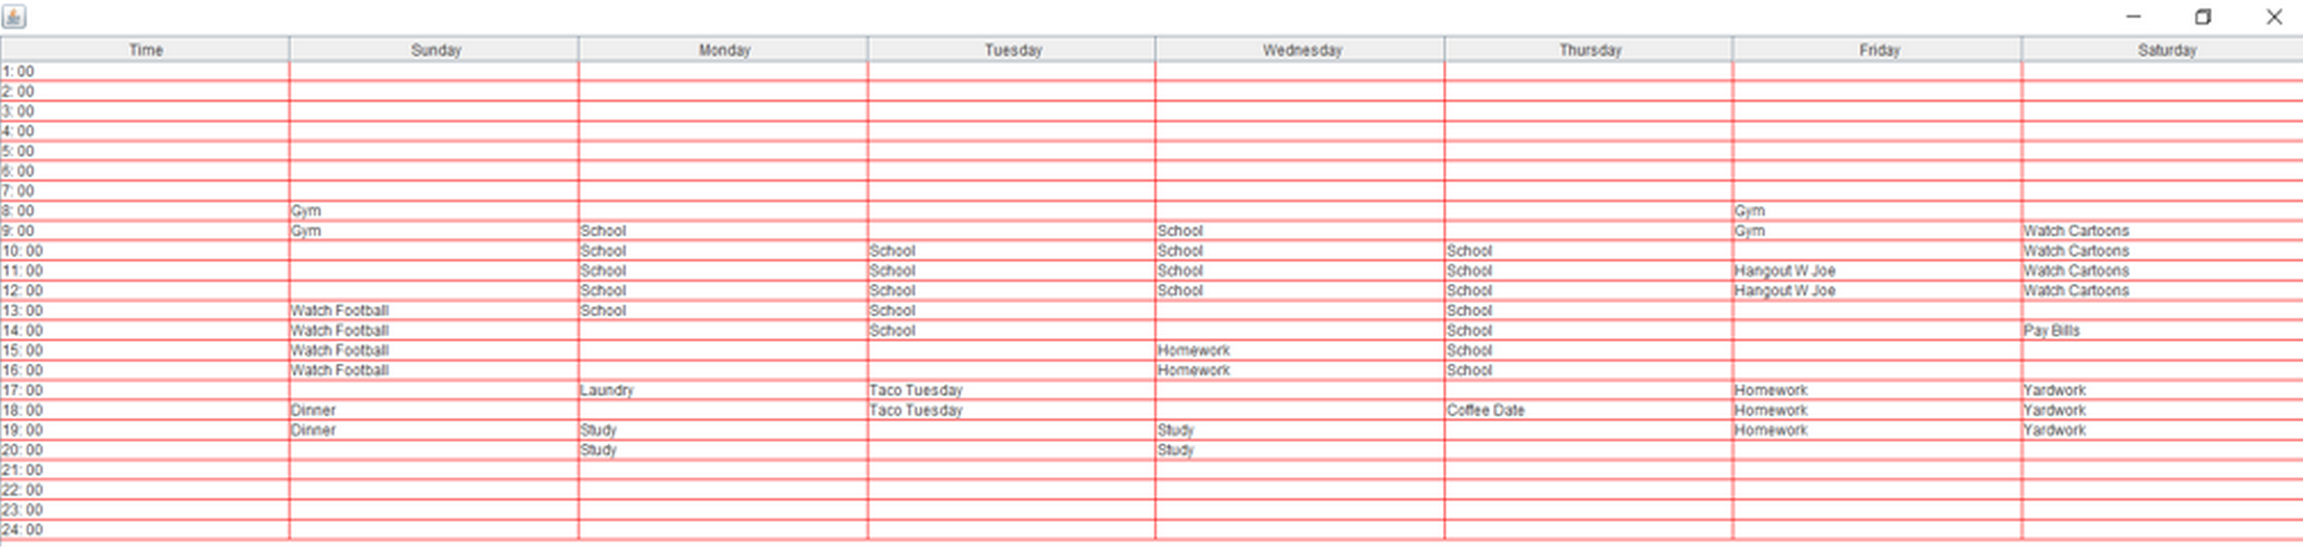 Time Sunday Monday Tuesday Wednesday Thursday Friday Saturday
1: 00
2: 00
3: 00
4: 00
5: 00
6: 00
7: 00
8: 00 Gym Gym
9: 00 Gym School School Gym Watch Cartoons
10: 00 School School School School Watch Cartoons
11: 00 School School School School Hangout W Joe Watch Cartoons
12: 00 School School School School Hangout W Joe Watch Cartoons
13: 00 Watch Football School School School
14: 00 Watch Football School School Pay Bills
15: 00 Watch Football Homework School
16: 00 Watch Football Homework School
17: 00 Laundry Taco Tuesday Homework Yardwork
18: 00 Dinner Taco Tuesday Coffee Date Homework Yardwork
19: 00 Dinner Study Study Homework Yardwork
20: 00 Study Study
21: 00
22: 00
23: 00
24: 00